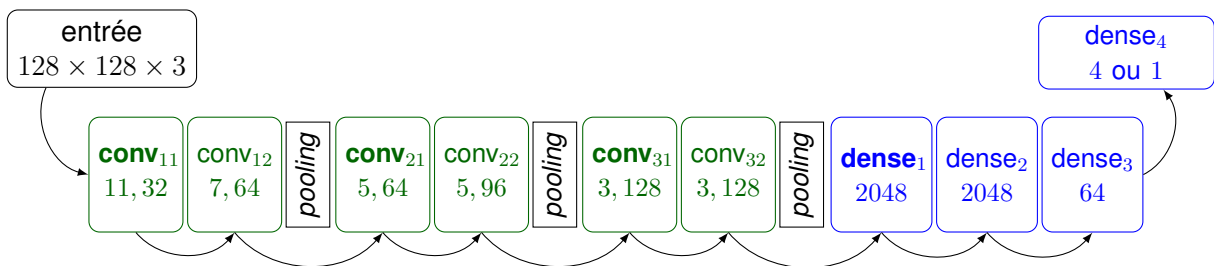 entrée
128 × 128 × 3
conv₁₁
11, 32
conv₁₂
7, 64
pooling
conv₂₁
5, 64
conv₂₂
5, 96
pooling
conv₃₁
3, 128
conv₃₂
3, 128
pooling
dense₁
2048
dense₂
2048
dense₃
64
dense₄
4 ou 1